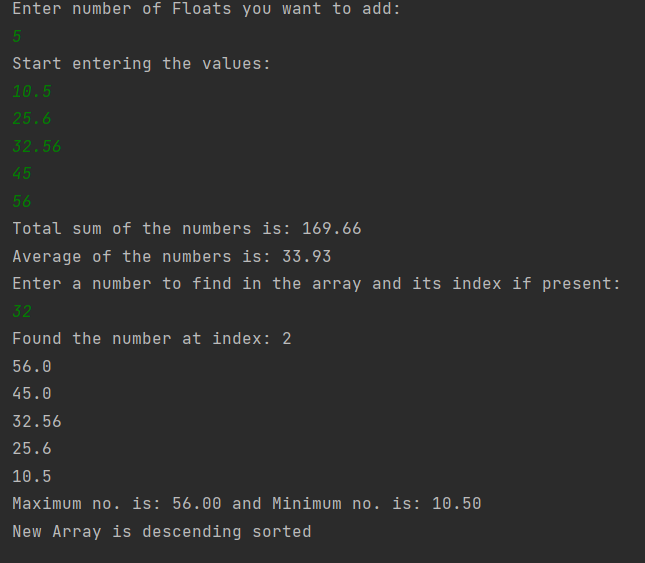 Enter number of Floats you want to add:
5
Start entering the values:
10.5
25.6
32.56
45
56
Total sum of the numbers is: 169.66
Average of the numbers is: 33.93
Enter a number to find in the array and its index if present:
32
Found the number at index: 2
56.0
45.0
32.56
25.6
10.5
Maximum no. is: 56.00 and Minimum no. is: 10.50
New Array is descending sorted